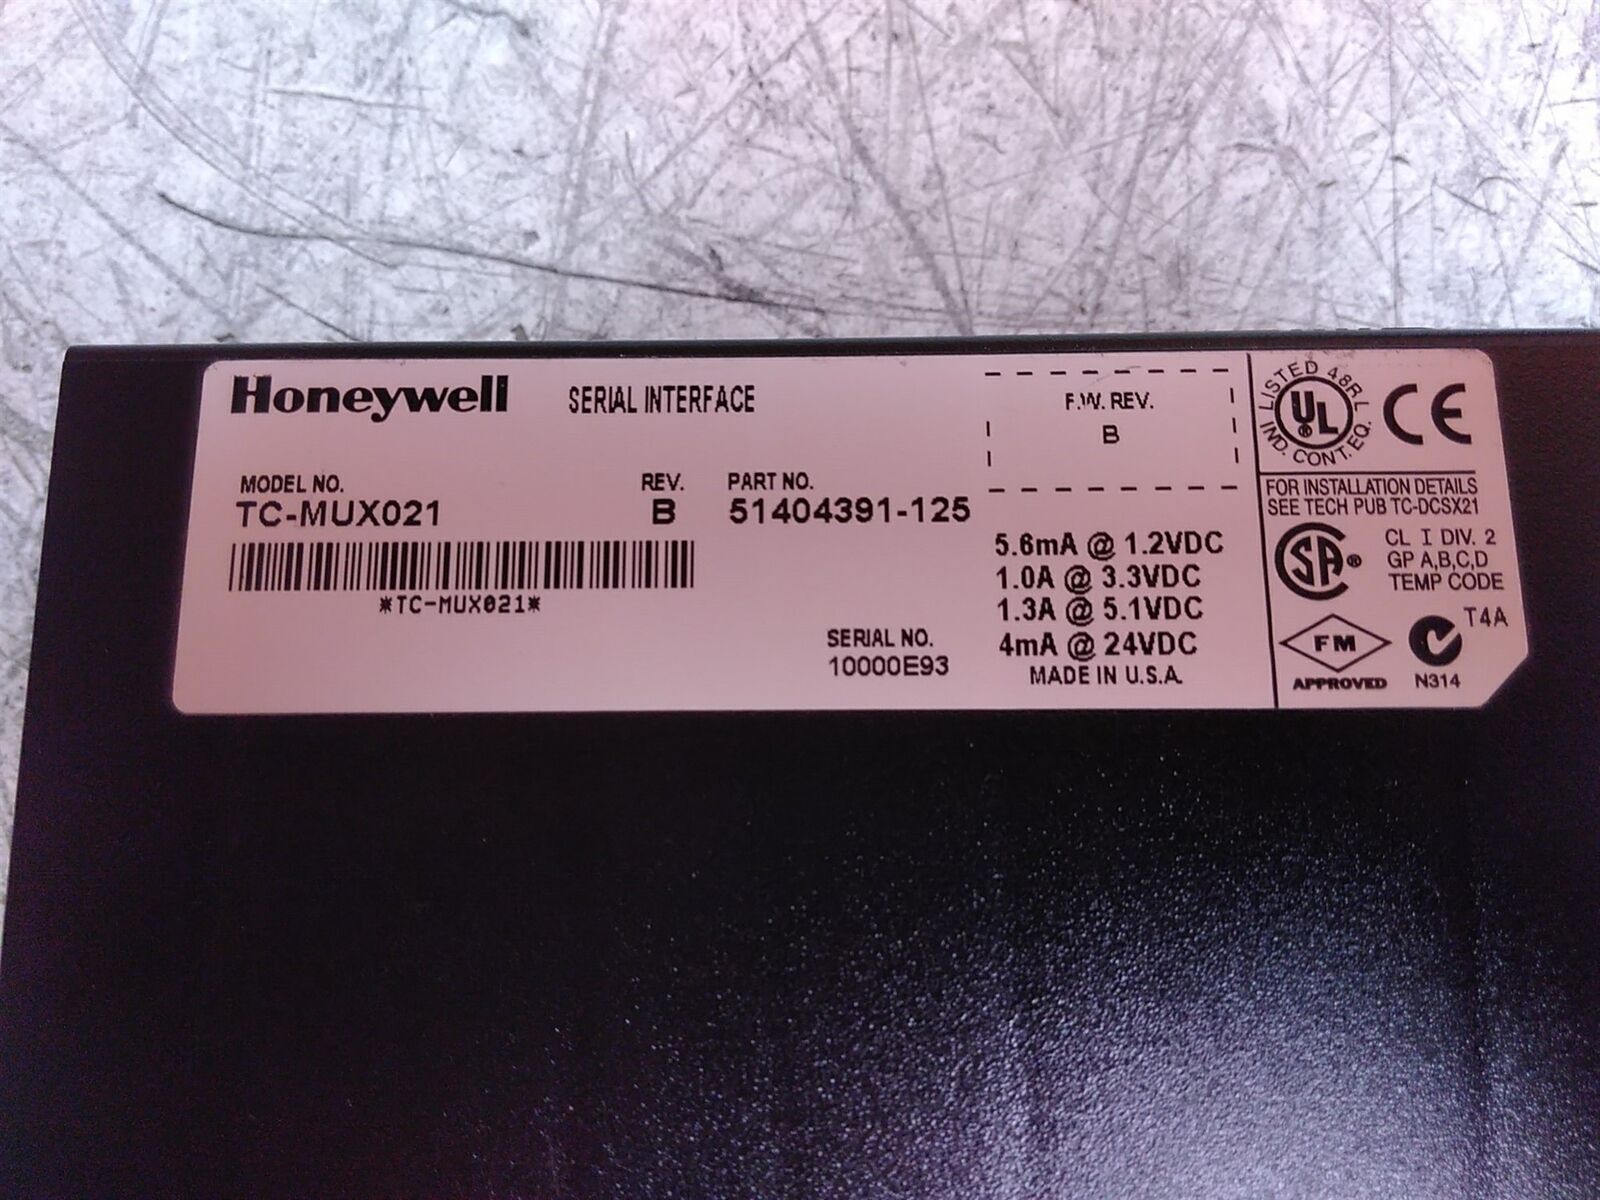 Honeywell SERIAL INTERFACE
F.W. REV.
B
MODEL NO. REV. PART NO.
TC-MUX021 B 51404391-125
*TC-MUX021*
SERIAL NO.
10000E93
5.6mA @ 1.2VDC
1.0A @ 3.3VDC
1.3A @ 5.1VDC
4mA @ 24VDC
MADE IN U.S.A.
LISTED 48RL
UL ®
IND. CONT. EQ.
CE
FOR INSTALLATION DETAILS
SEE TECH PUB TC-DCSX21
SA ®
CL I DIV. 2
GP A,B,C,D
TEMP CODE
T4A
FM
APPROVED
N314